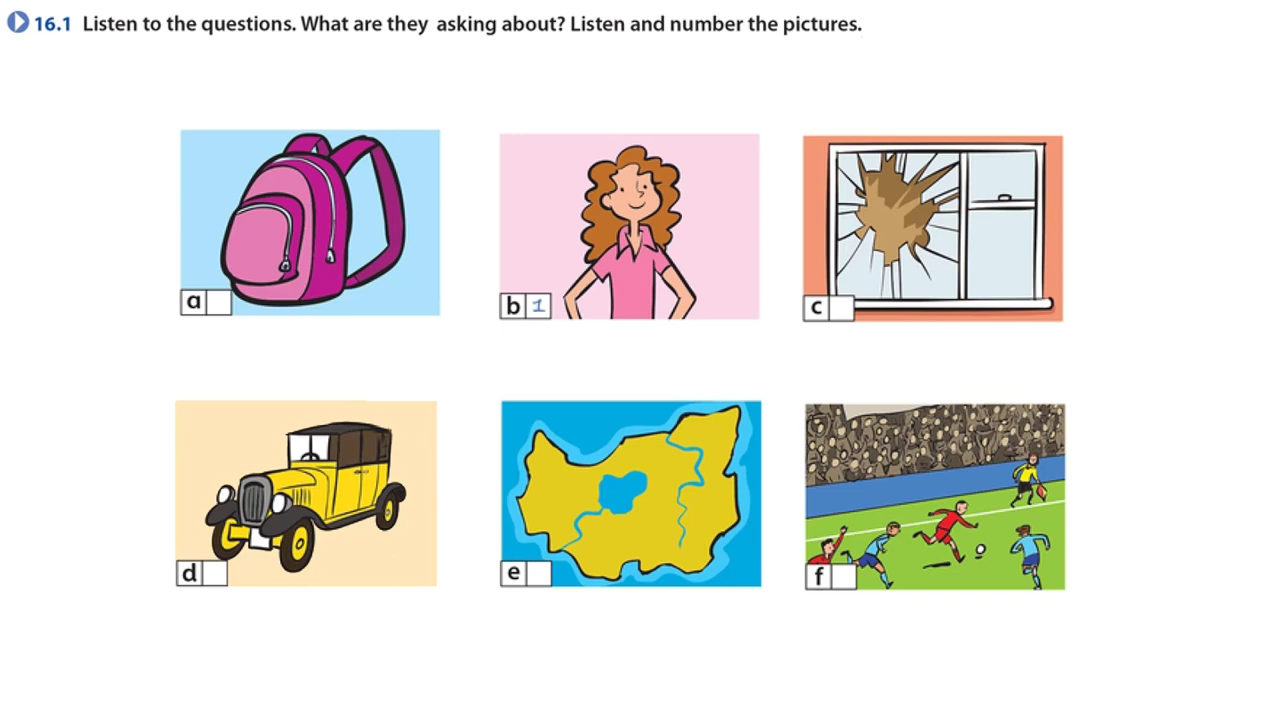 16.1 Listen to the questions. What are they asking about? Listen and number the pictures.
a
b 1
c
d
e
f